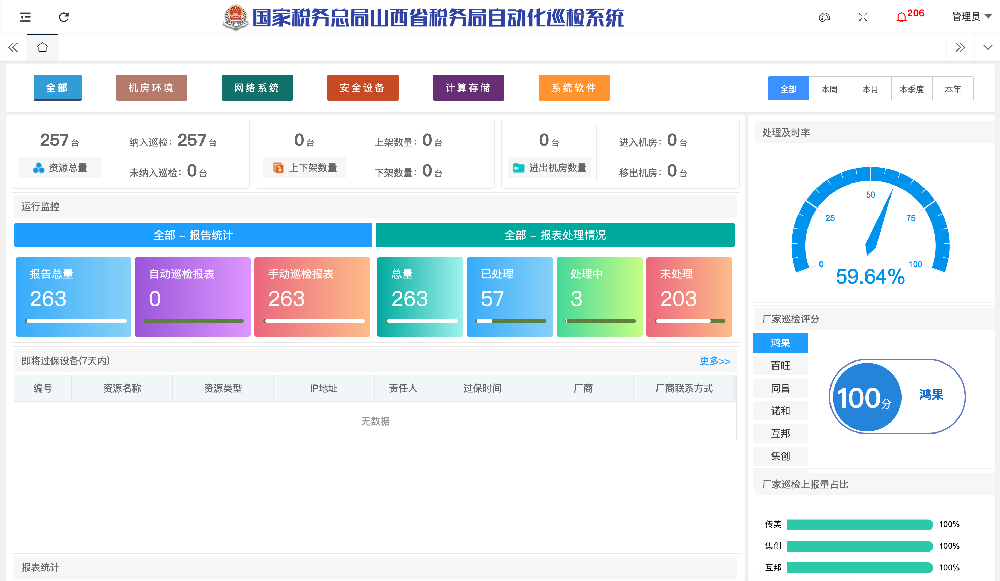 国家税务总局山西省税务局自动化巡检系统
206
管理员
全部
机房环境
网络系统
安全设备
计算存储
系统软件
全部
本周
本月
本季度
本年
257台
资源总量
纳入巡检：257台
未纳入巡检：0台
0台
上下架数量
上架数量：0台
下架数量：0台
0台
进出机房数量
进入机房：0台
移出机房：0台
运行监控
全部 – 报告统计
报告总量
263
自动巡检报表
0
手动巡检报表
263
全部 – 报表处理情况
总量
263
已处理
57
处理中
3
未处理
203
即将过保设备(7天内)
更多>>
编号
资源名称
资源类型
IP地址
责任人
过保时间
厂商
厂商联系方式
无数据
报表统计
处理及时率
0
25
50
75
100
59.64%
厂家巡检评分
鸿果
百旺
同昌
诺和
互邦
集创
100分
鸿果
厂家巡检上报量占比
传美
100%
集创
100%
互邦
100%